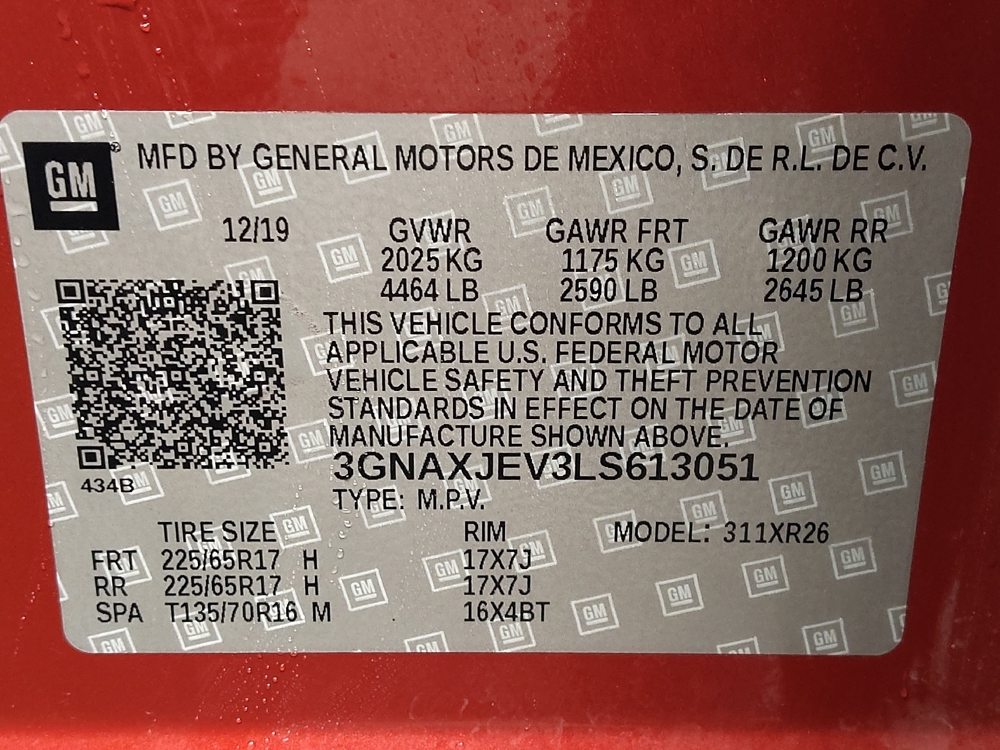 GM® MFD BY GENERAL MOTORS DE MEXICO, S. DE R.L. DE C.V.
12/19 GVWR GAWR FRT GAWR RR
2025 KG 1175 KG 1200 KG
4464 LB 2590 LB 2645 LB
THIS VEHICLE CONFORMS TO ALL
APPLICABLE U.S. FEDERAL MOTOR
VEHICLE SAFETY AND THEFT PREVENTION
STANDARDS IN EFFECT ON THE DATE OF
MANUFACTURE SHOWN ABOVE.
3GNAXJEV3LS613051
434B
TYPE: M.P.V.
TIRE SIZE RIM MODEL: 311XR26
FRT 225/65R17 H 17X7J
RR 225/65R17 H 17X7J
SPA T135/70R16 M 16X4BT